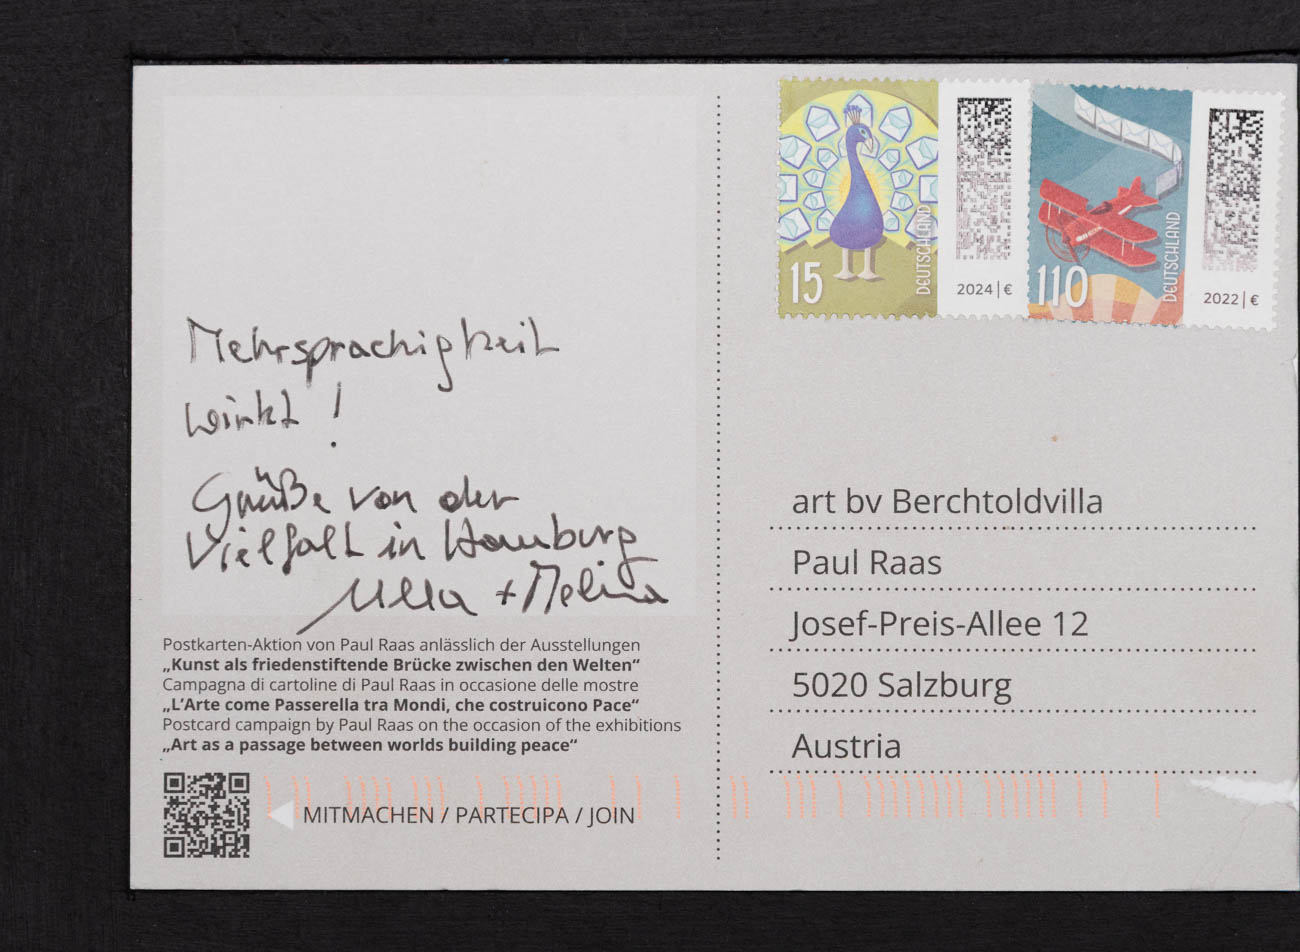 Mehrsprachigkeit
winkt!
Grüße von der
Vielfalt in Hamburg
Ulla + Melina
Postkarten-Aktion von Paul Raas anlässlich der Ausstellungen
„Kunst als friedenstiftende Brücke zwischen den Welten“
Campagna di cartoline di Paul Raas in occasione delle mostre
„L’Arte come Passerella tra Mondi, che costruicono Pace“
Postcard campaign by Paul Raas on the occasion of the exhibitions
„Art as a passage between worlds building peace“
MITMACHEN / PARTECIPA / JOIN
15
DEUTSCHLAND
2024 | €
110
DEUTSCHLAND
2022 | €
art bv Berchtoldvilla
Paul Raas
Josef-Preis-Allee 12
5020 Salzburg
Austria